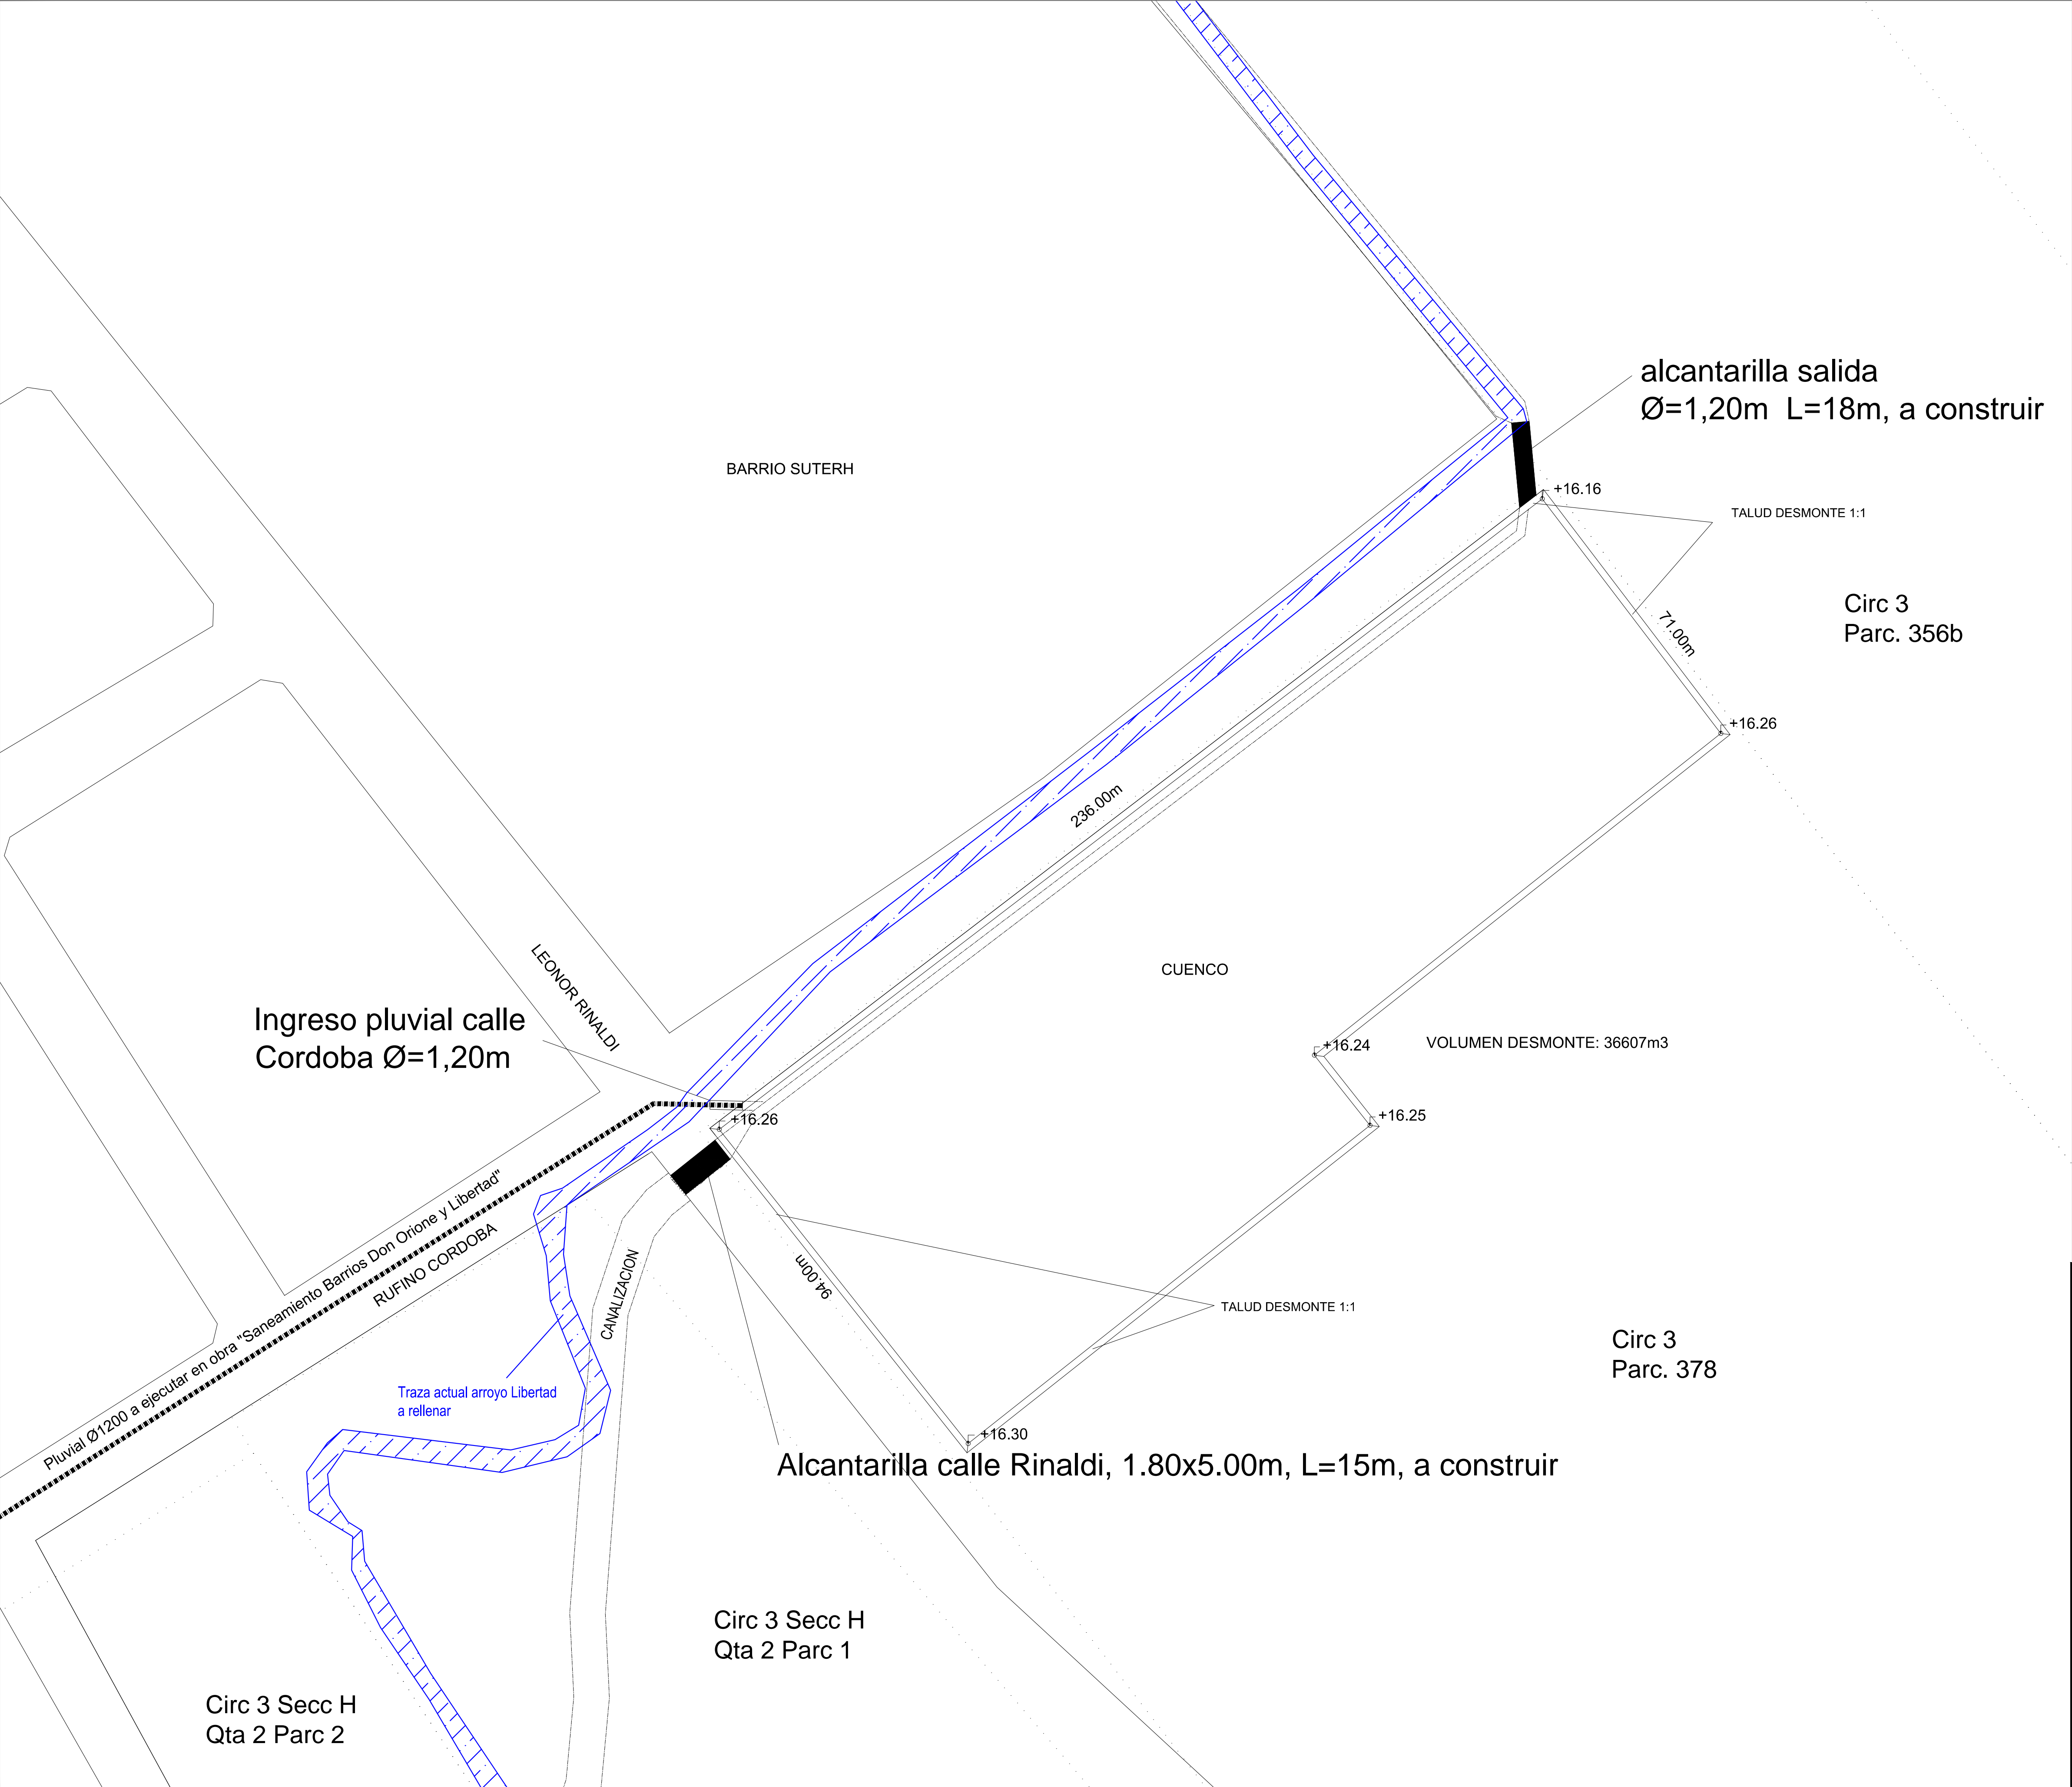 alcantarilla salida
Ø=1,20m  L=18m, a construir
BARRIO SUTERH
+16.16
TALUD DESMONTE 1:1
Circ 3
Parc. 356b
71.00m
+16.26
236.00m
CUENCO
LEONOR RINALDI
Ingreso pluvial calle
Cordoba Ø=1,20m
+16.24
VOLUMEN DESMONTE: 36607m3
+16.26
+16.25
Pluvial Ø1200 a ejecutar en obra "Saneamiento Barrios Don Orione y Libertad"
RUFINO CORDOBA
CANALIZACION
94.00m
TALUD DESMONTE 1:1
Circ 3
Parc. 378
Traza actual arroyo Libertad
a rellenar
+16.30
Alcantarilla calle Rinaldi, 1.80x5.00m, L=15m, a construir
Circ 3 Secc H
Qta 2 Parc 1
Circ 3 Secc H
Qta 2 Parc 2